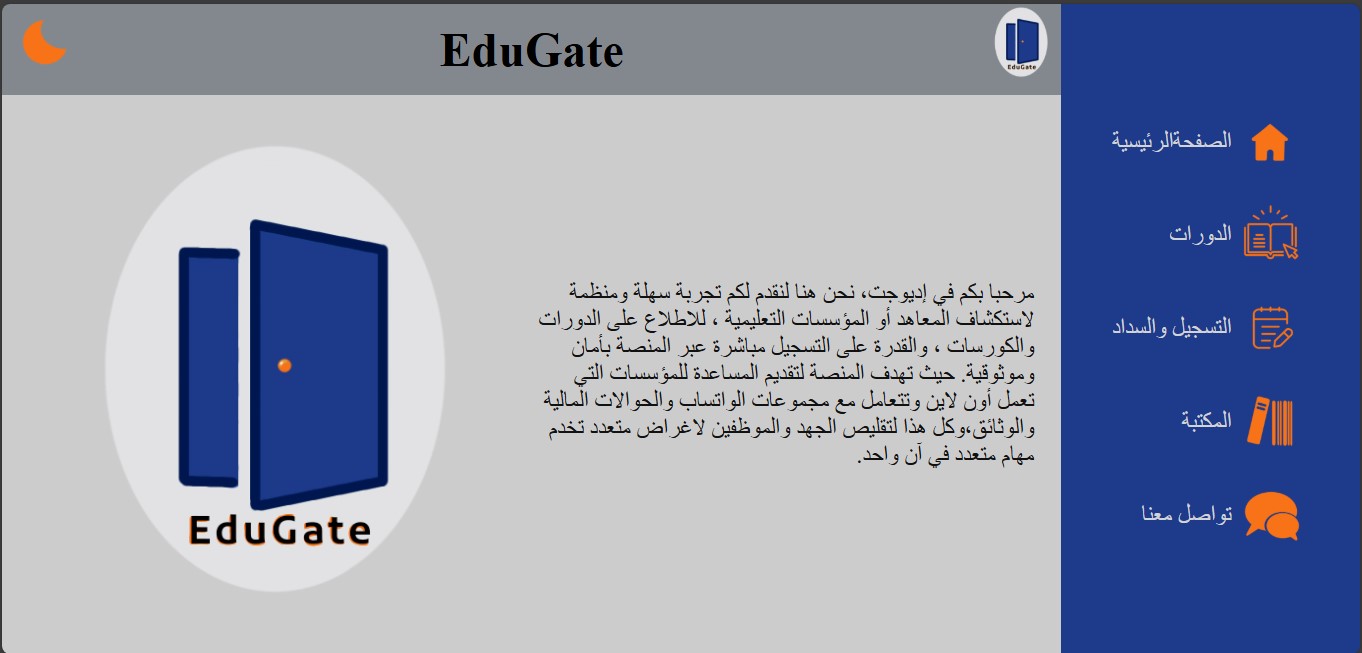 EduGate
EduGate
الصفحةالرئيسية
الدورات
التسجيل والسداد
المكتبة
تواصل معنا
مرحبا بكم في إديوجت، نحن هنا لنقدم لكم تجربة سهلة ومنظمة
لاستكشاف المعاهد أو المؤسسات التعليمية ، للاطلاع على الدورات
والكورسات ، والقدرة على التسجيل مباشرة عبر المنصة بأمان
وموثوقية. حيث تهدف المنصة لتقديم المساعدة للمؤسسات التي
تعمل أون لاين وتتعامل مع مجموعات الواتساب والحوالات المالية
والوثائق،وكل هذا لتقليص الجهد والموظفين لاغراض متعدد تخدم
مهام متعدد في آن واحد.
EduGate